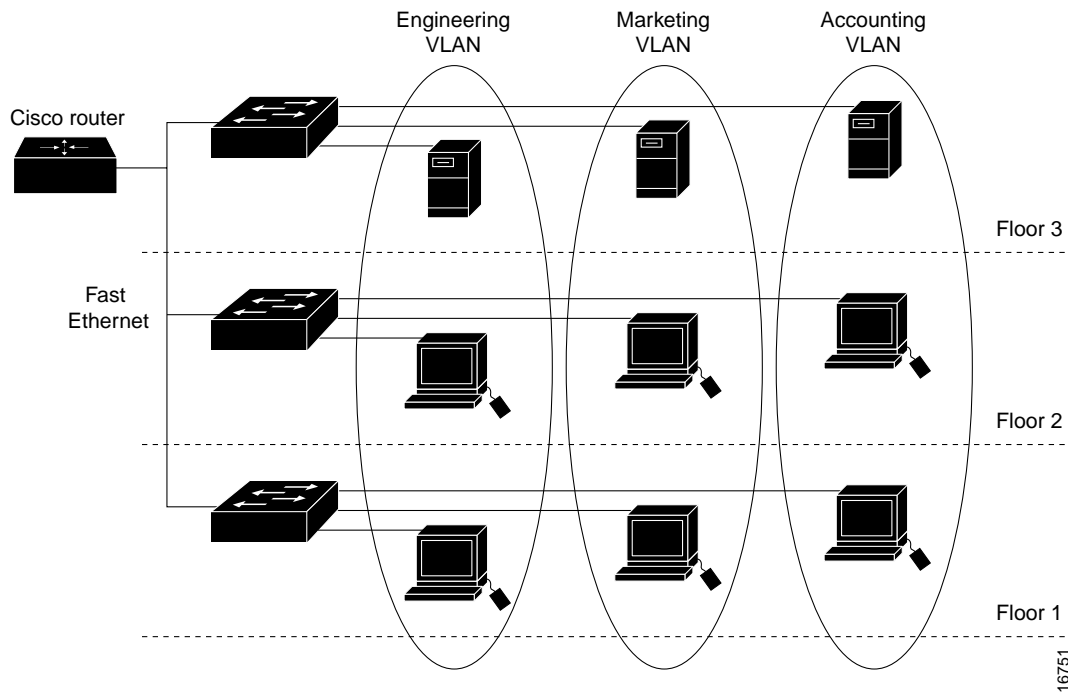 Engineering
VLAN
Marketing
VLAN
Accounting
VLAN
Cisco router
Floor 3
Fast
Ethernet
Floor 2
Floor 1
16751